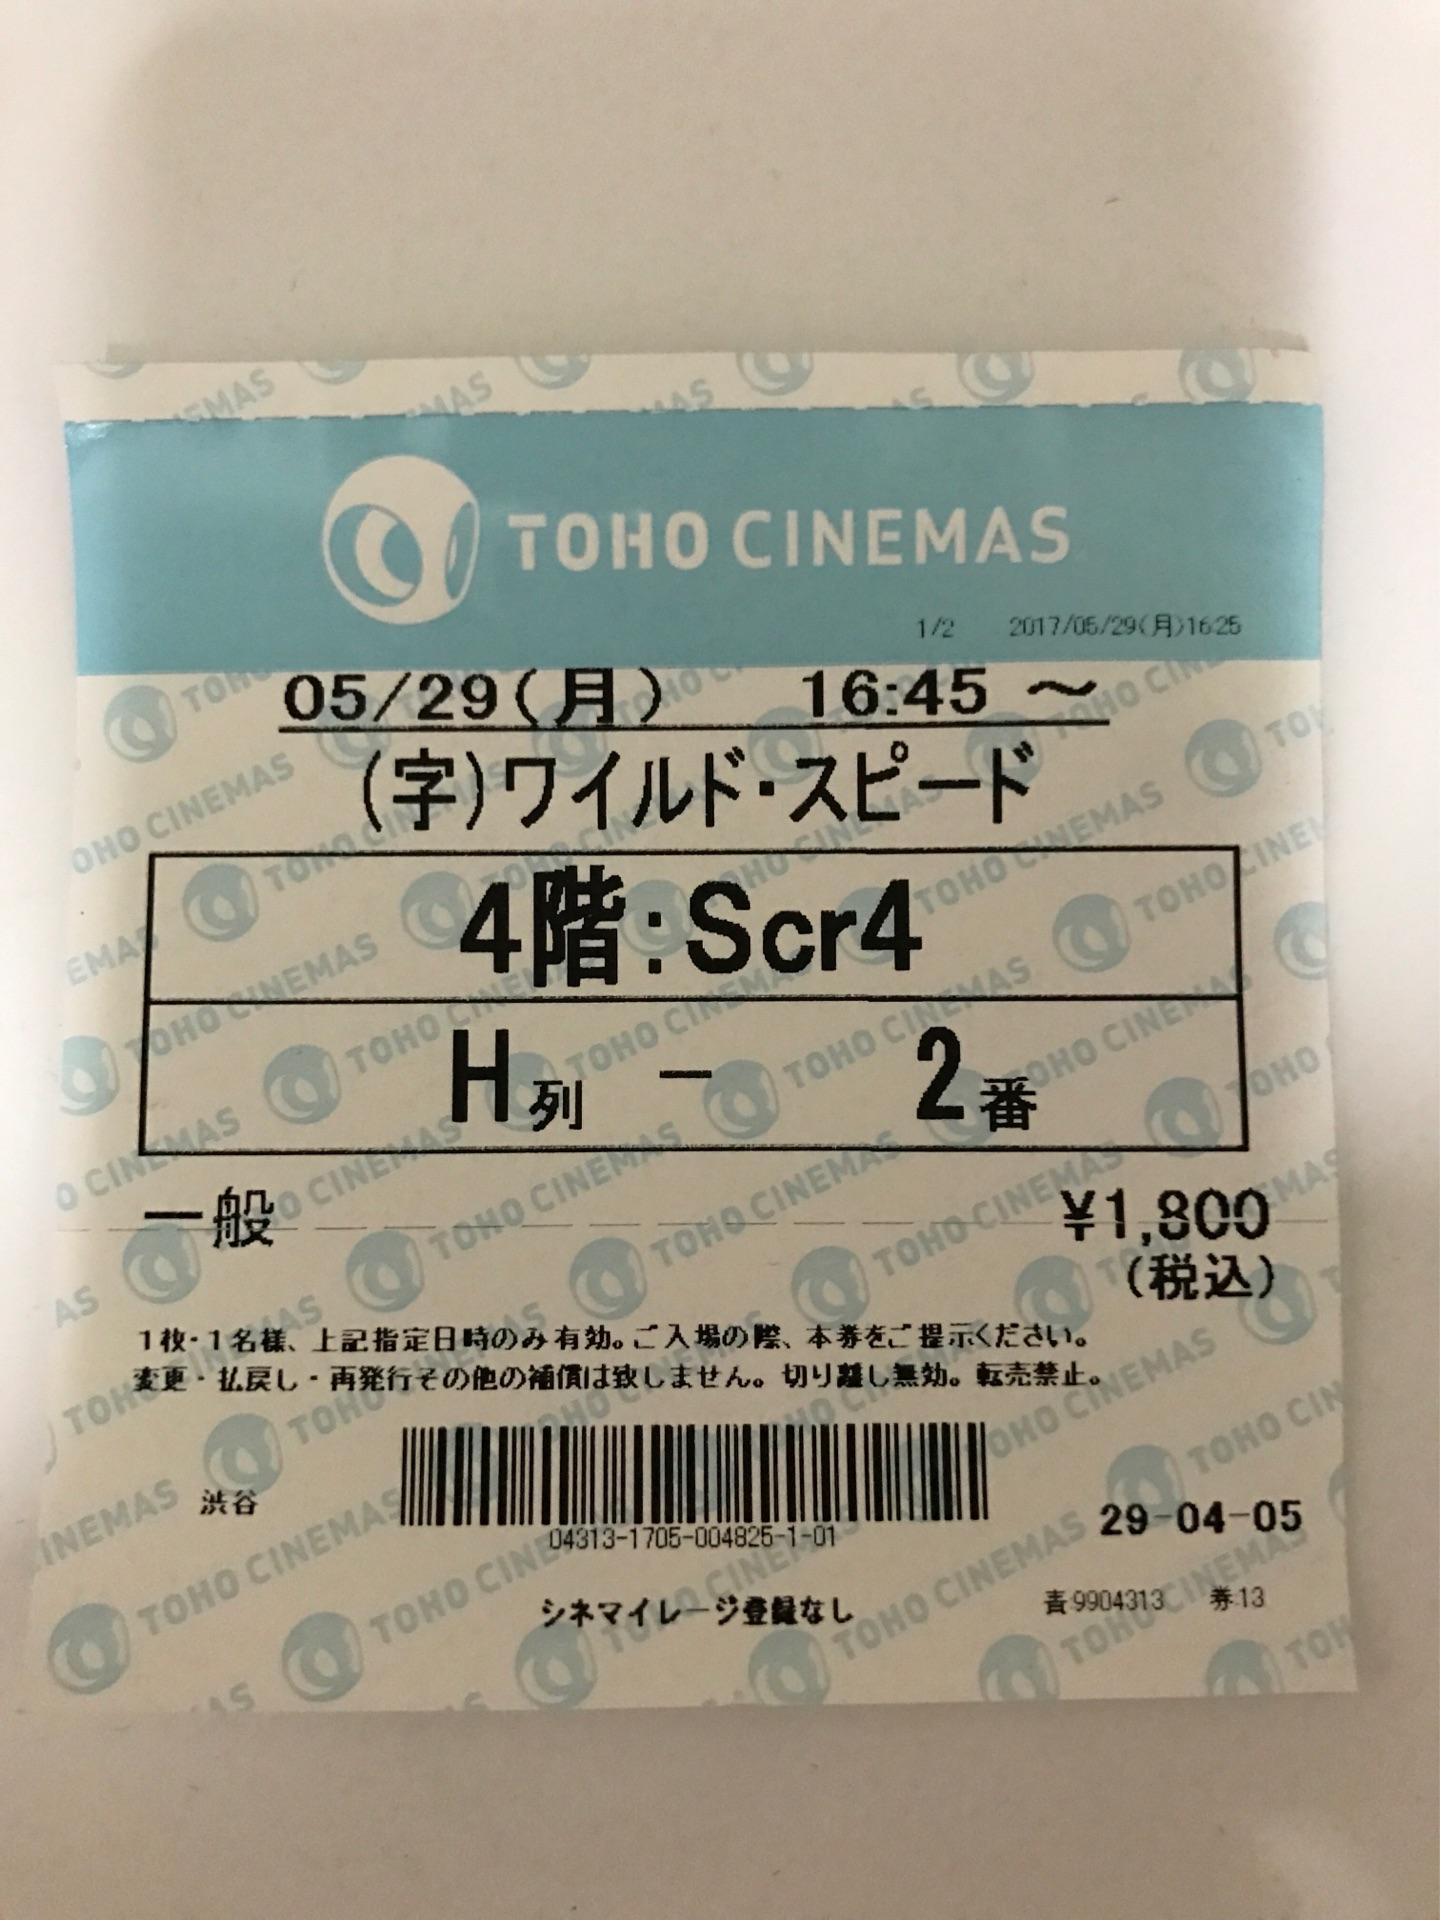 TOHO CINEMAS
1/2 2017/05/29(月)16:25
05/29(月) 16:45 ～
(字)ワイルド・スピード
4階:Scr4
H列 － 2番
一般 ¥1,800
(税込)
1枚・1名様、上記指定日時のみ有効。ご入場の際、本券をご提示ください。
変更・払戻し・再発行その他の補償は致しません。切り離し無効。転売禁止。
渋谷
04313-1705-004825-1-01
29-04-05
シネマイレージ登録なし
青9904313 券13